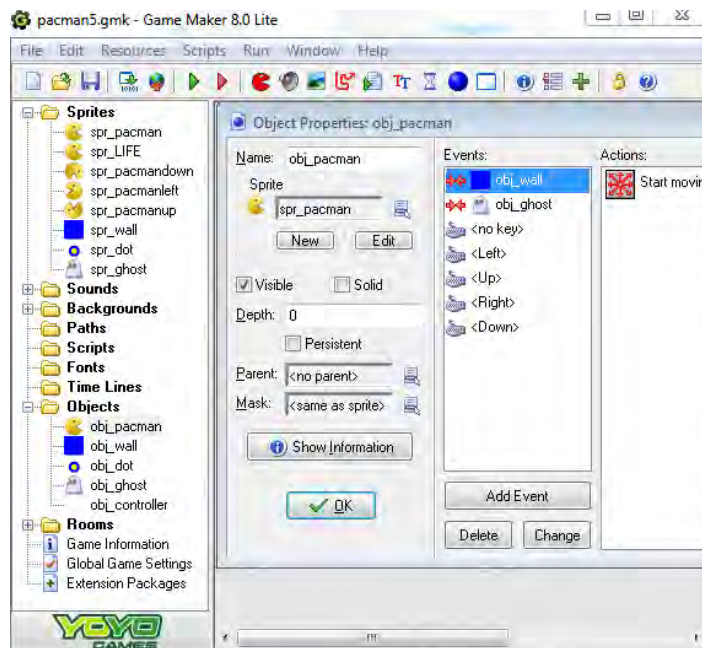 pacman5.gmk - Game Maker 8.0 Lite
File Edit Resources Scripts Run Window Help
Sprites
spr_pacman
spr_LIFE
spr_pacmandown
spr_pacmanleft
spr_pacmanup
spr_wall
spr_dot
spr_ghost
Sounds
Backgrounds
Paths
Scripts
Fonts
Time Lines
Objects
obj_pacman
obj_wall
obj_dot
obj_ghost
obj_controller
Rooms
Game Information
Global Game Settings
Extension Packages
YOYO
GAMES
Object Properties: obj_pacman
Name: obj_pacman
Sprite
spr_pacman
New Edit
Visible Solid
Depth: 0
Persistent
Parent: <no parent>
Mask: <same as sprite>
Show Information
OK
Events:
obj_wall
obj_ghost
<no key>
<Left>
<Up>
<Right>
<Down>
Add Event
Delete Change
Actions:
Start movin